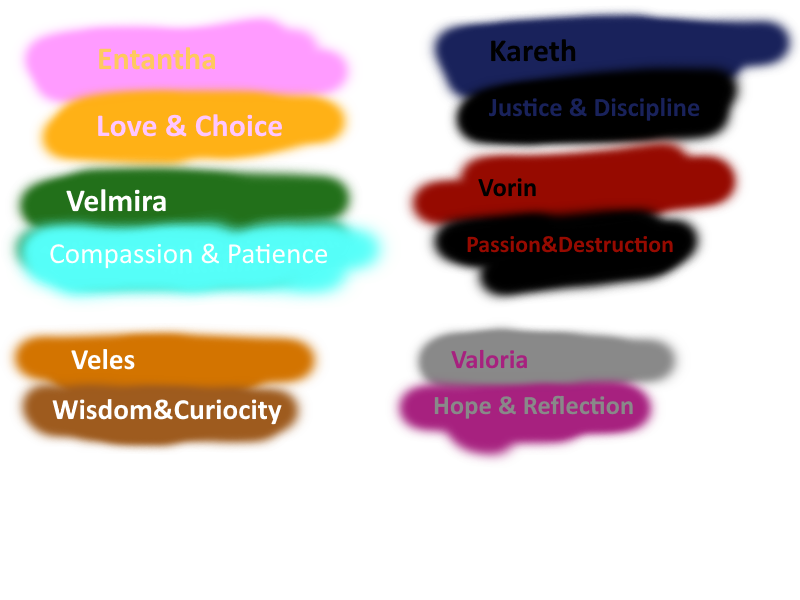 Entantha
Love & Choice
Kareth
Justice & Discipline
Velmira
Compassion & Patience
Vorin
Passion&Destruction
Veles
Wisdom&Curiocity
Valoria
Hope & Reflection